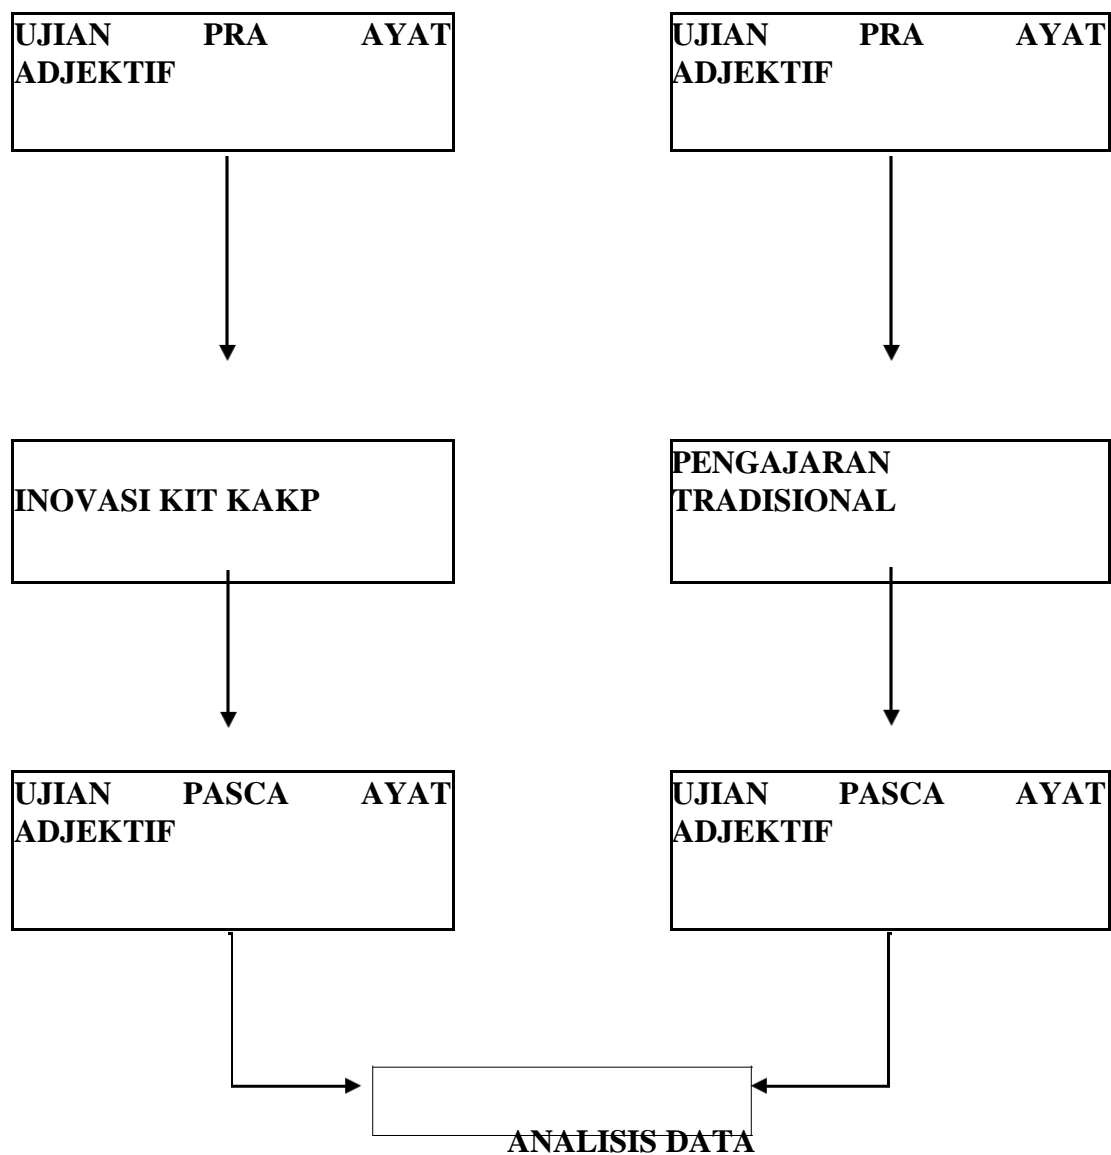 UJIAN PRA AYAT
ADJEKTIF
UJIAN PRA AYAT
ADJEKTIF
INOVASI KIT KAKP
PENGAJARAN
TRADISIONAL
UJIAN PASCA AYAT
ADJEKTIF
UJIAN PASCA AYAT
ADJEKTIF
ANALISIS DATA